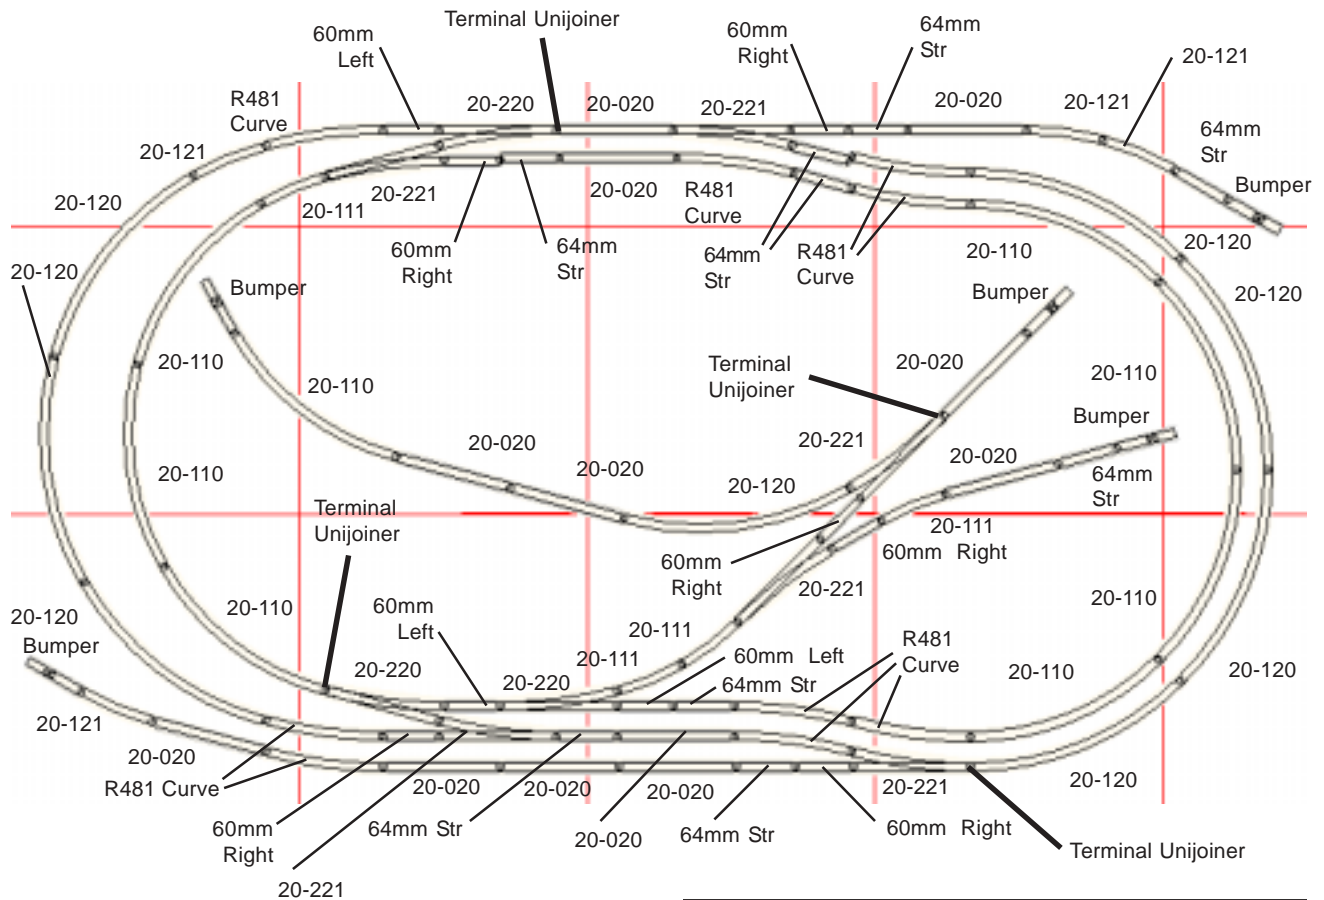 Terminal Unijoiner
60mm
Left
60mm
Right
64mm
Str
20-121
R481
Curve
20-220
20-020
20-221
20-020
20-121
64mm
Str
20-121
Bumper
20-120
20-111
20-221
20-020
R481
Curve
60mm
Right
64mm
Str
64mm
Str
R481
Curve
20-110
20-120
20-120
20-120
Bumper
Bumper
20-110
20-110
Terminal
Unijoiner
20-020
20-110
Bumper
20-020
20-221
20-020
20-110
20-020
20-120
64mm
Str
Terminal
Unijoiner
20-111
60mm Right
60mm
Right
20-221
20-110
20-110
60mm
Left
20-120
Bumper
20-111
20-111
60mm Left
R481
Curve
20-220
20-220
64mm Str
20-110
20-120
20-121
20-020
R481 Curve
20-020
20-020
20-020
20-221
20-120
60mm
Right
64mm Str
20-020
64mm Str
60mm Right
Terminal Unijoiner
20-221